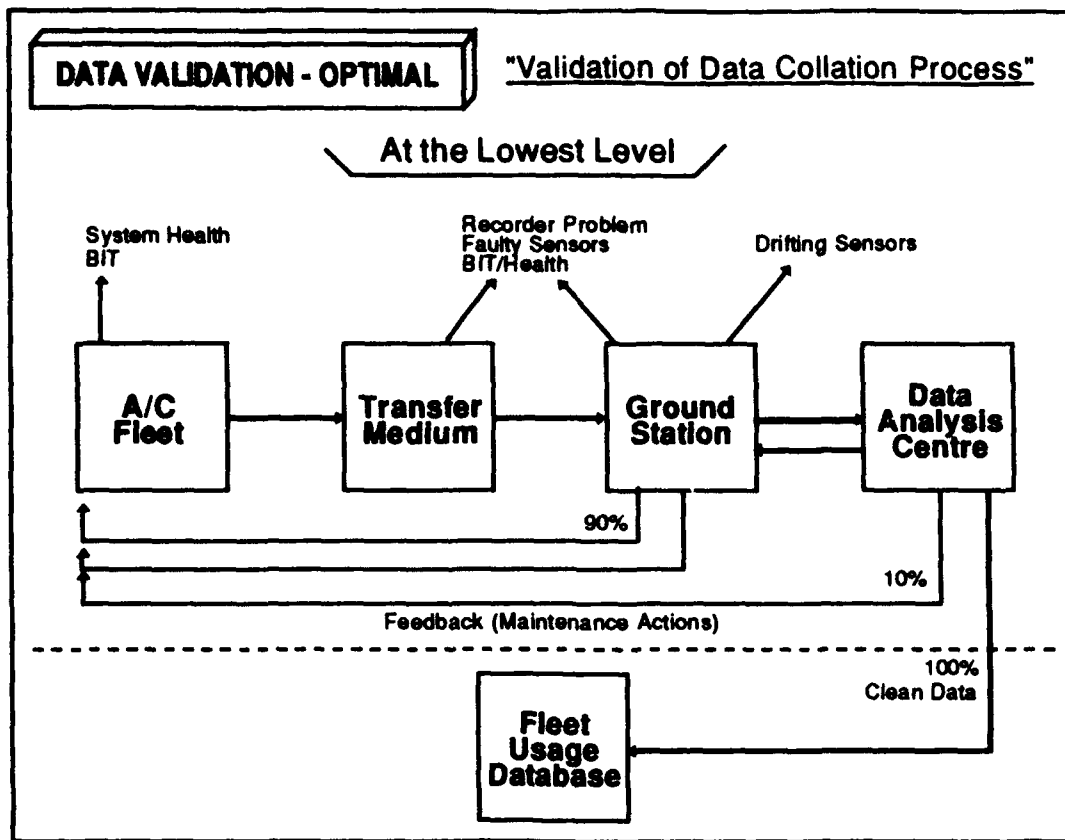 DATA VALIDATION - OPTIMAL
"Validation of Data Collation Process"
At the Lowest Level
System Health
BIT
Recorder Problem
Faulty Sensors
BIT/Health
Drifting Sensors
A/C
Fleet
Transfer
Medium
Ground
Station
Data
Analysis
Centre
90%
10%
Feedback (Maintenance Actions)
100%
Clean Data
Fleet
Usage
Database